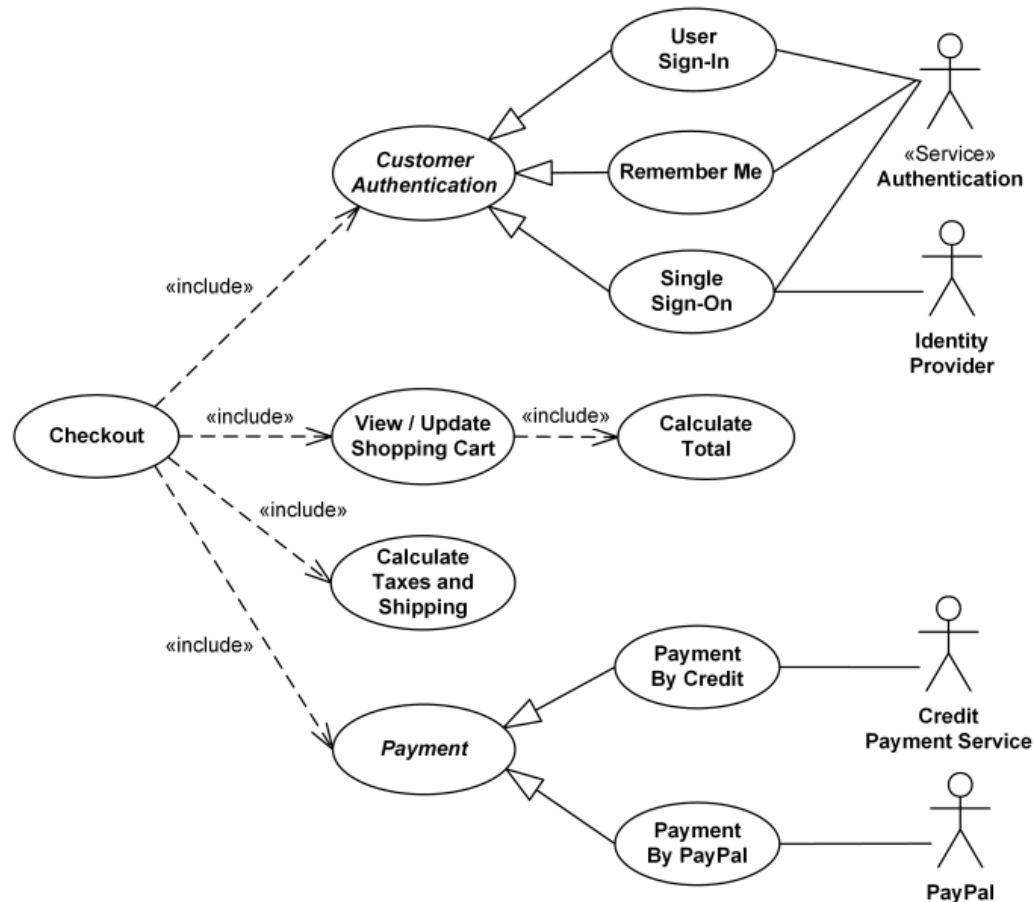 User
Sign-In
Customer
Authentication
Remember Me
«Service»
Authentication
Single
Sign-On
Identity
Provider
«include»
Checkout
«include»
View / Update
Shopping Cart
«include»
Calculate
Total
«include»
Calculate
Taxes and
Shipping
«include»
Payment
By Credit
Credit
Payment Service
Payment
Payment
By PayPal
PayPal